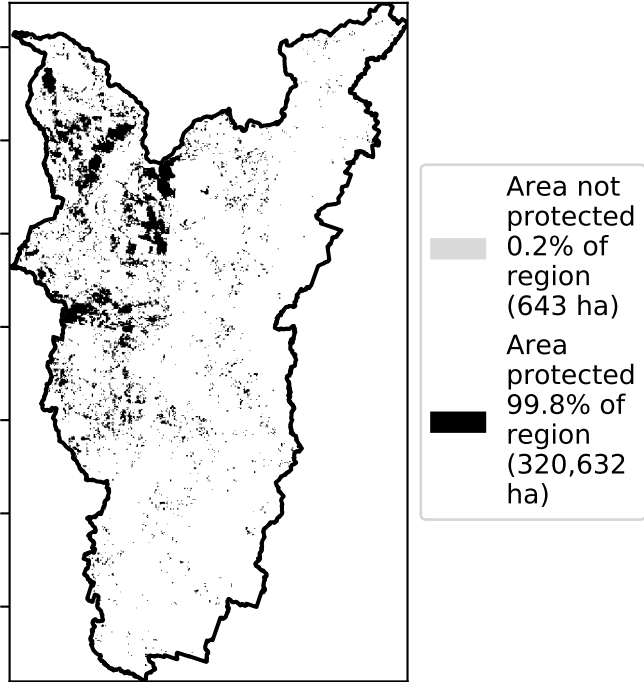 Area not
protected
0.2% of
region
(643 ha)
Area
protected
99.8% of
region
(320,632
ha)